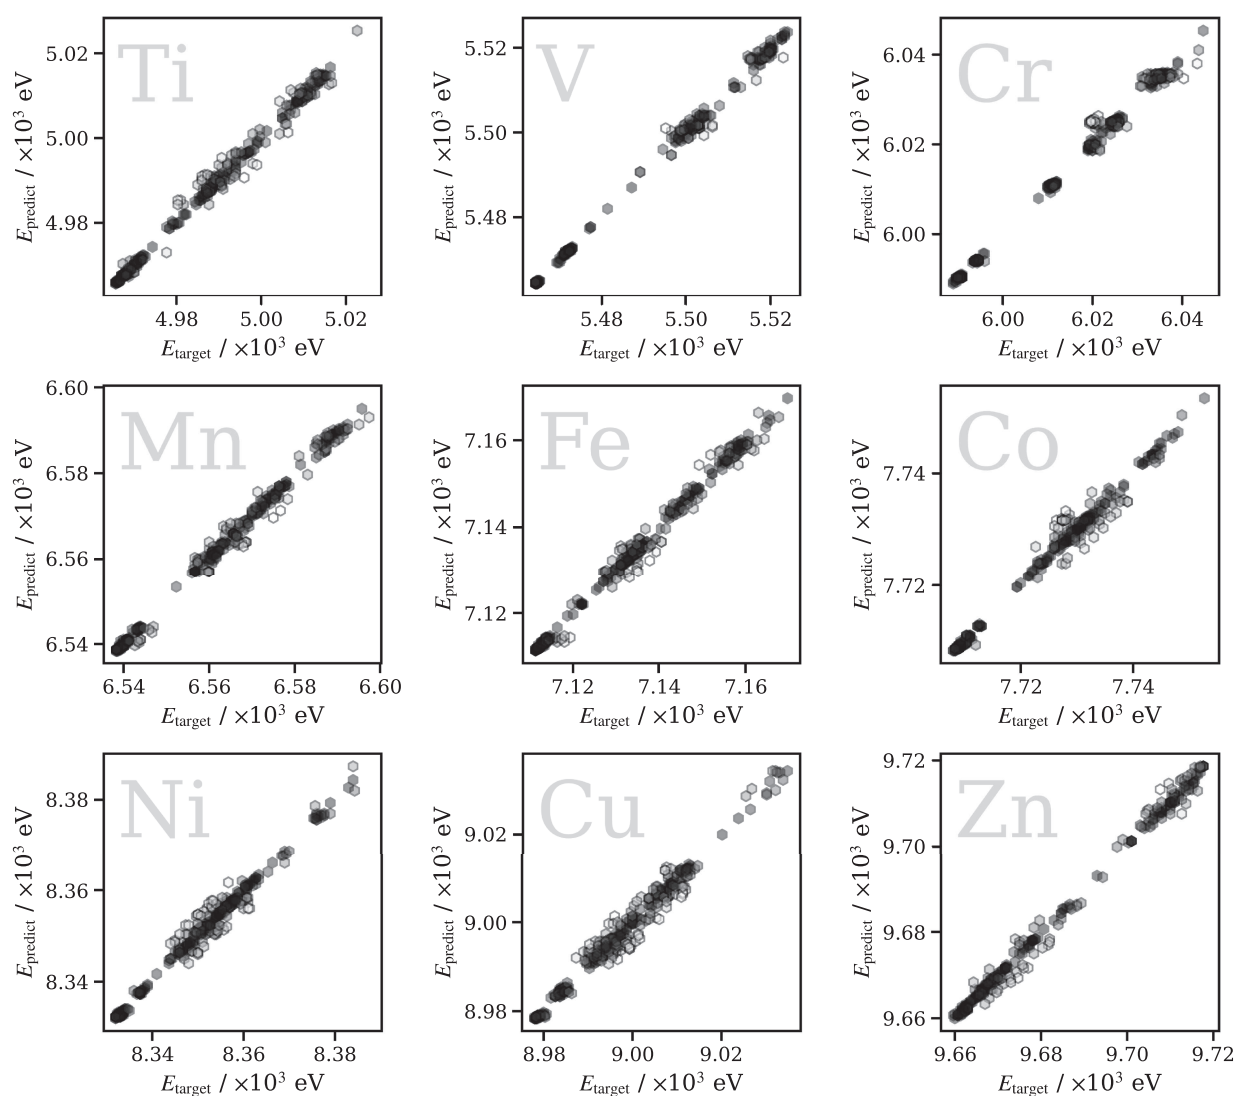 Ti
5.02
5.00
4.98
E_predict / ×10³ eV
4.98 5.00 5.02
E_target / ×10³ eV
V
5.52
5.50
5.48
E_predict / ×10³ eV
5.48 5.50 5.52
E_target / ×10³ eV
Cr
6.04
6.02
6.00
E_predict / ×10³ eV
6.00 6.02 6.04
E_target / ×10³ eV
Mn
6.60
6.58
6.56
6.54
E_predict / ×10³ eV
6.54 6.56 6.58 6.60
E_target / ×10³ eV
Fe
7.16
7.14
7.12
E_predict / ×10³ eV
7.12 7.14 7.16
E_target / ×10³ eV
Co
7.74
7.72
E_predict / ×10³ eV
7.72 7.74
E_target / ×10³ eV
Ni
8.38
8.36
8.34
E_predict / ×10³ eV
8.34 8.36 8.38
E_target / ×10³ eV
Cu
9.02
9.00
8.98
E_predict / ×10³ eV
8.98 9.00 9.02
E_target / ×10³ eV
Zn
9.72
9.70
9.68
9.66
E_predict / ×10³ eV
9.66 9.68 9.70 9.72
E_target / ×10³ eV